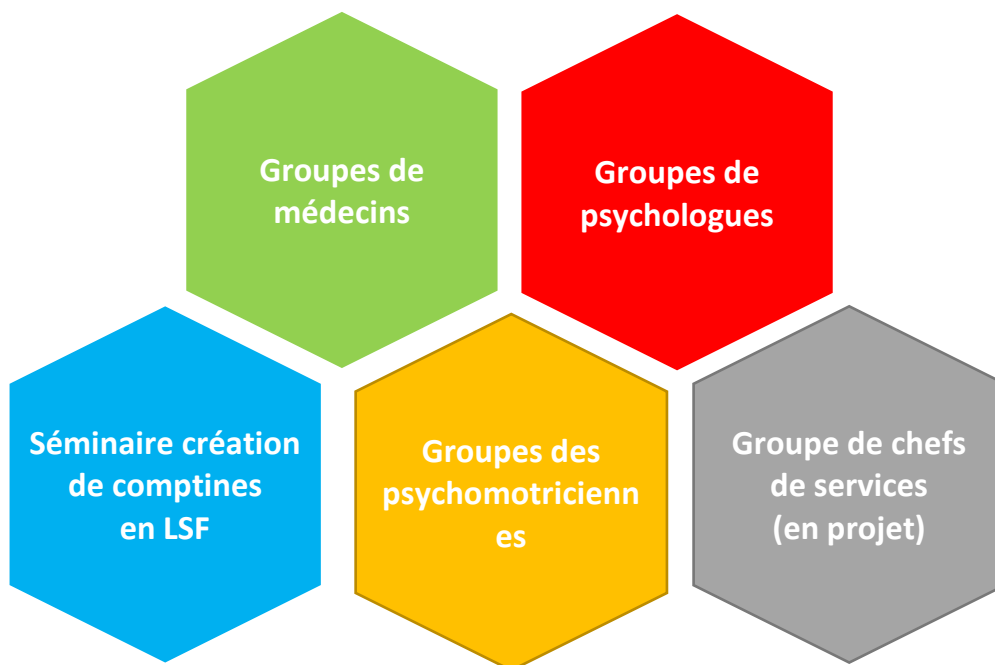 Groupes de
médecins
Groupes de
psychologues
Séminaire création
de comptines
en LSF
Groupes des
psychomotricienn
es
Groupe de chefs
de services
(en projet)